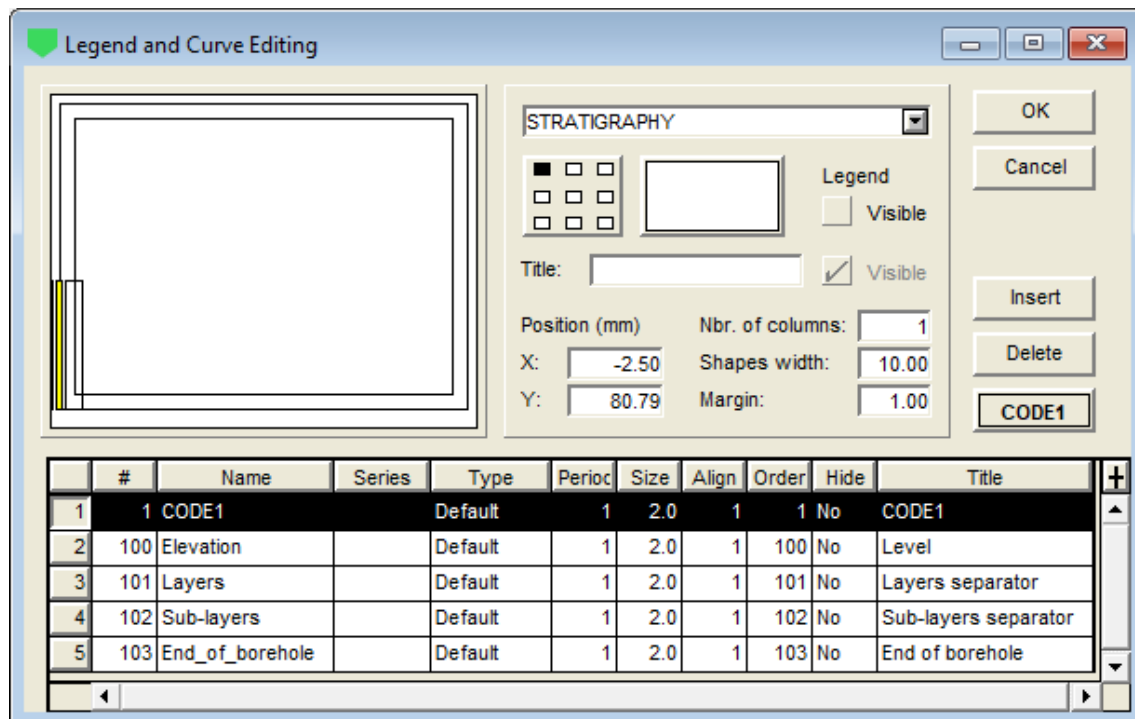 Legend and Curve Editing
STRATIGRAPHY
OK
Cancel
Legend
Visible
Title:
Visible
Insert
Position (mm)
Nbr. of columns: 1
Delete
X: -2.50
Shapes width: 10.00
Y: 80.79
Margin: 1.00
CODE1
# Name Series Type Period Size Align Order Hide Title +
1 1 CODE1 Default 1 2.0 1 1 No CODE1
2 100 Elevation Default 1 2.0 1 100 No Level
3 101 Layers Default 1 2.0 1 101 No Layers separator
4 102 Sub-layers Default 1 2.0 1 102 No Sub-layers separator
5 103 End_of_borehole Default 1 2.0 1 103 No End of borehole